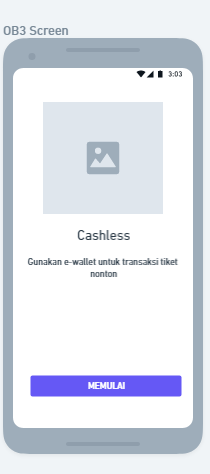 OB3 Screen
3:03
Cashless
Gunakan e-wallet untuk transaksi tiket
nonton
MEMULAI